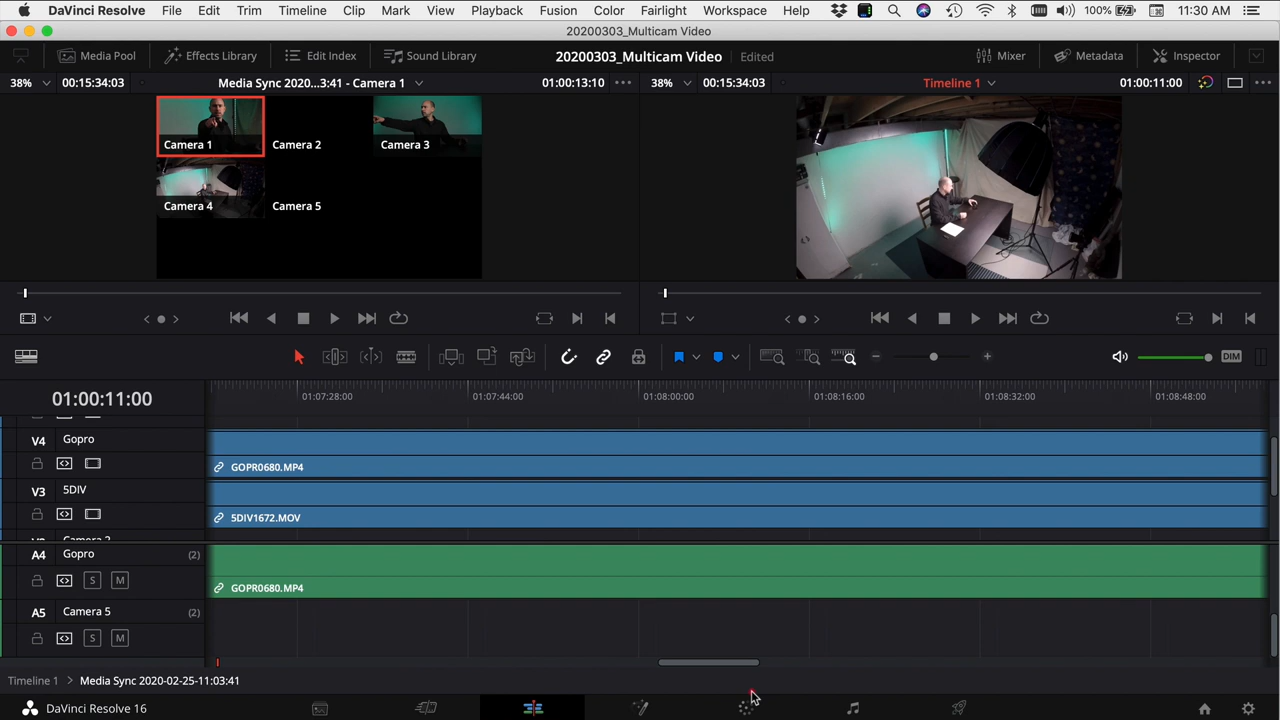 DaVinci Resolve File Edit Trim Timeline Clip Mark View Playback Fusion Color Fairlight Workspace Help 100% 11:30 AM
20200303_Multicam Video
Media Pool Effects Library Edit Index Sound Library 20200303_Multicam Video Edited Mixer Metadata Inspector
38% 00:15:34:03 Media Sync 2020...3:41 - Camera 1 01:00:13:10 38% 00:15:34:03 Timeline 1 01:00:11:00
Camera 1 Camera 2 Camera 3
Camera 4 Camera 5
DIM
01:00:11:00 01:07:28:00 01:07:44:00 01:08:00:00 01:08:16:00 01:08:32:00 01:08:48:00
V4 Gopro
GOPR0680.MP4
V3 5DIV
5DIV1672.MOV
A4 Gopro (2)
S M GOPR0680.MP4
A5 Camera 5 (2)
S M
Timeline 1 > Media Sync 2020-02-25-11:03:41
DaVinci Resolve 16